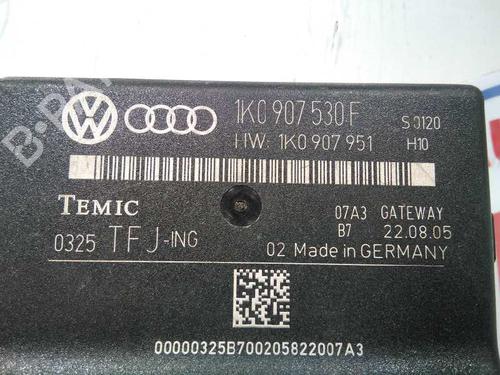 1K0 907 530 F S 0120
HW: 1K0 907 951 H10
TEMIC
07A3 GATEWAY
0325 TFJ-ING
B7 22.08.05
02 Made in GERMANY
00000325B700205822007A3